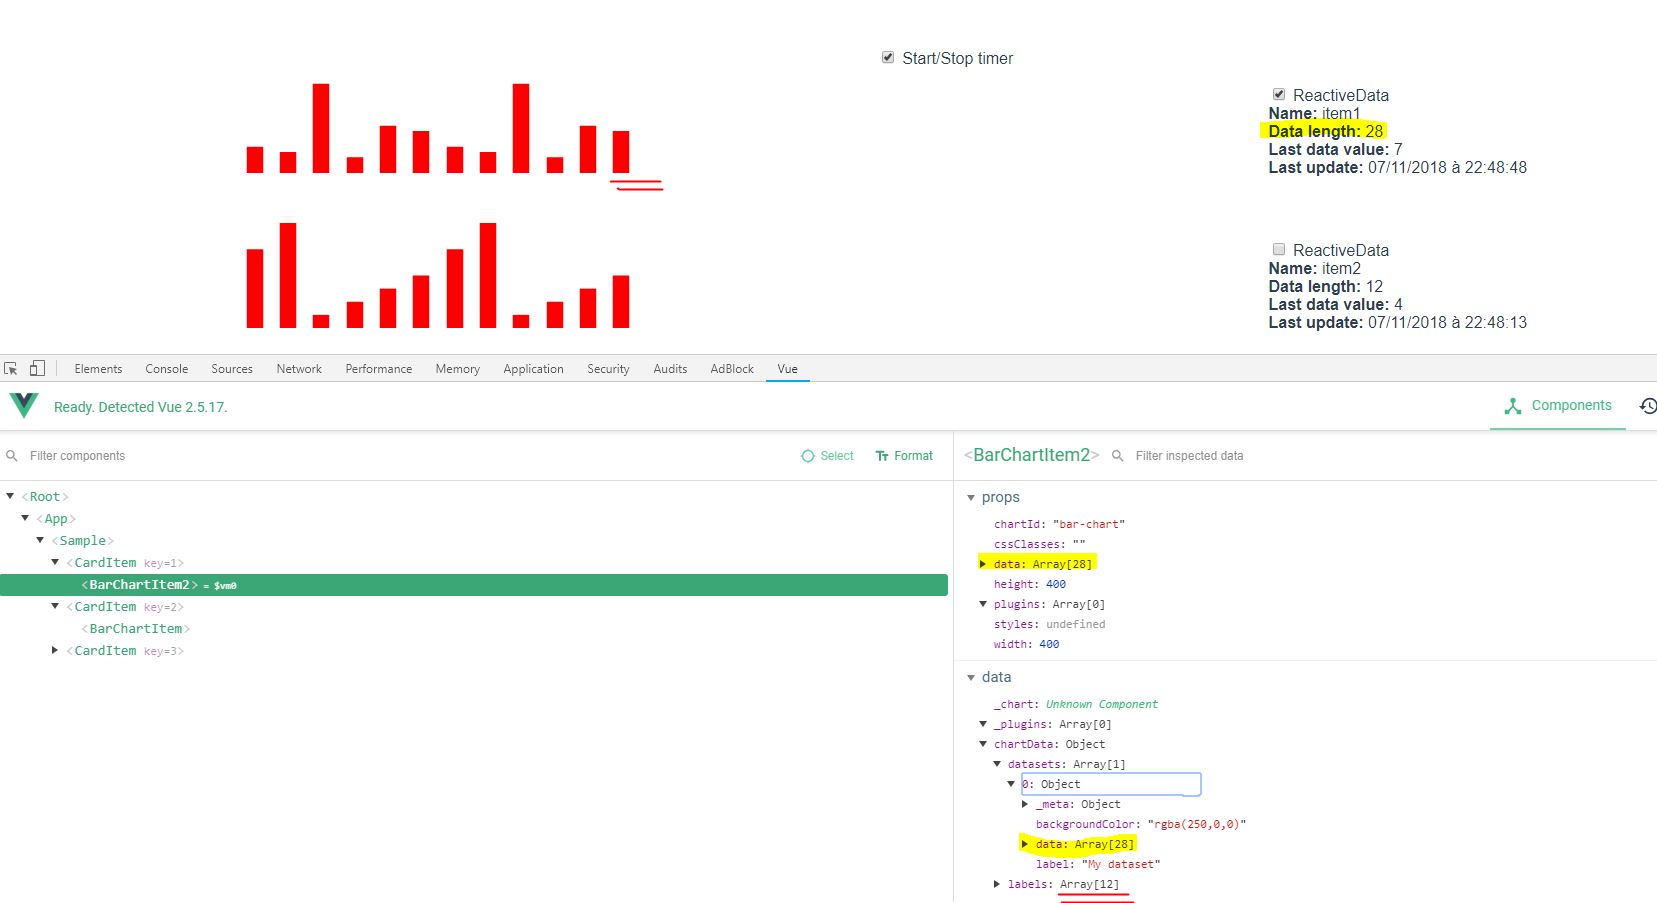 Start/Stop timer
ReactiveData
Name: item1
Data length: 28
Last data value: 7
Last update: 07/11/2018 à 22:48:48
ReactiveData
Name: item2
Data length: 12
Last data value: 4
Last update: 07/11/2018 à 22:48:13
Elements Console Sources Network Performance Memory Application Security Audits AdBlock Vue
Ready. Detected Vue 2.5.17.
Components
Filter components
Select
Format
<Root>
<App>
<Sample>
<CardItem key=1>
<BarChartItem2> = $vm0
<CardItem key=2>
<BarChartItem>
<CardItem key=3>
<BarChartItem2>
Filter inspected data
props
chartId: "bar-chart"
cssClasses: ""
data: Array[28]
height: 400
plugins: Array[0]
styles: undefined
width: 400
data
_chart: Unknown Component
_plugins: Array[0]
chartData: Object
datasets: Array[1]
0: Object
_meta: Object
backgroundColor: "rgba(250,0,0)"
data: Array[28]
label: "My dataset"
labels: Array[12]